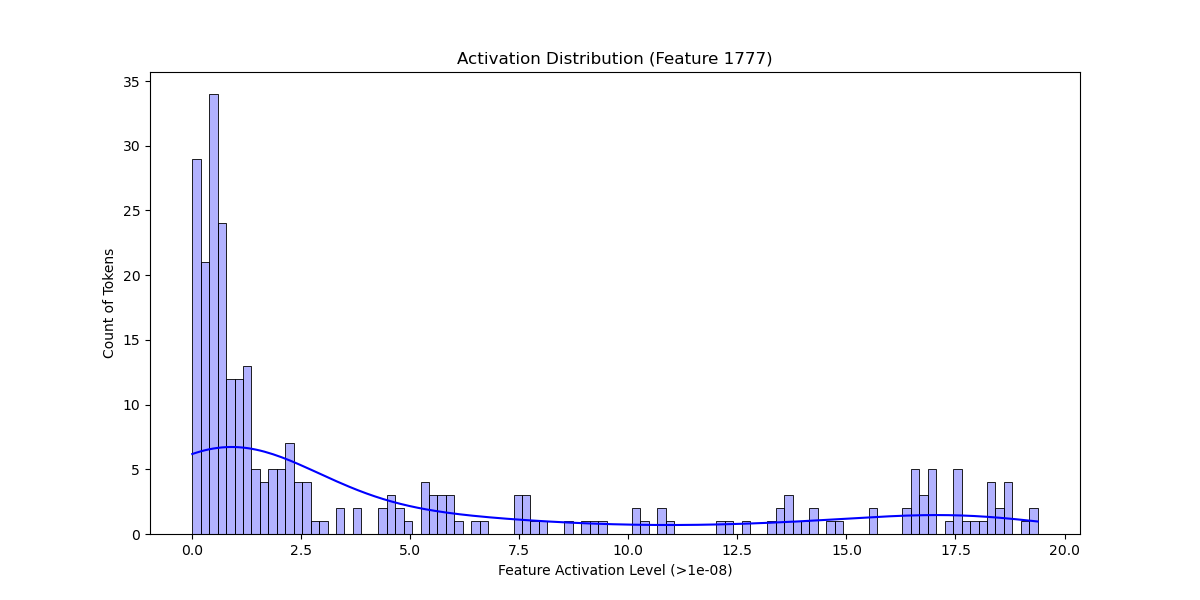 Activation Distribution (Feature 1777)
35
30
25
20
15
10
5
0
Count of Tokens
0.0 2.5 5.0 7.5 10.0 12.5 15.0 17.5 20.0
Feature Activation Level (>1e-08)